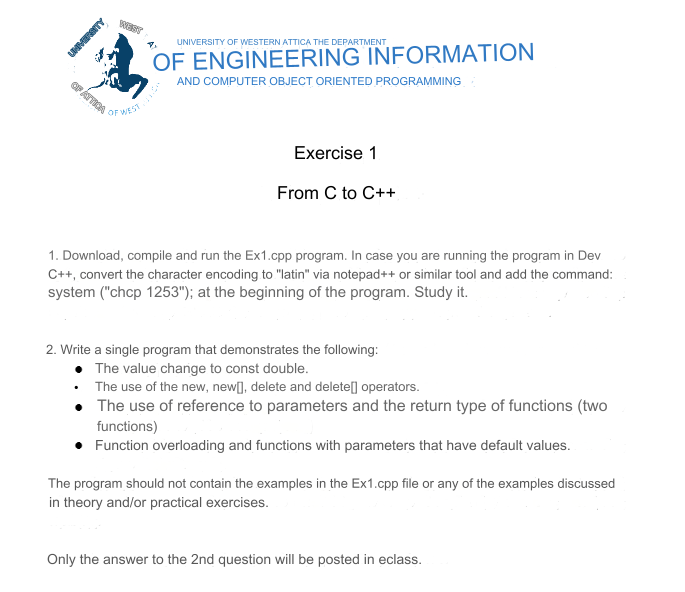 UNIVERSITY WEST AT
OF ATTICA OF WEST
UNIVERSITY OF WESTERN ATTICA THE DEPARTMENT
OF ENGINEERING INFORMATION
AND COMPUTER OBJECT ORIENTED PROGRAMMING
Exercise 1
From C to C++
1. Download, compile and run the Ex1.cpp program. In case you are running the program in Dev
C++, convert the character encoding to "latin" via notepad++ or similar tool and add the command:
system ("chcp 1253"); at the beginning of the program. Study it.
2. Write a single program that demonstrates the following:
● The value change to const double.
• The use of the new, new[], delete and delete[] operators.
● The use of reference to parameters and the return type of functions (two
functions)
● Function overloading and functions with parameters that have default values.
The program should not contain the examples in the Ex1.cpp file or any of the examples discussed
in theory and/or practical exercises.
Only the answer to the 2nd question will be posted in eclass.